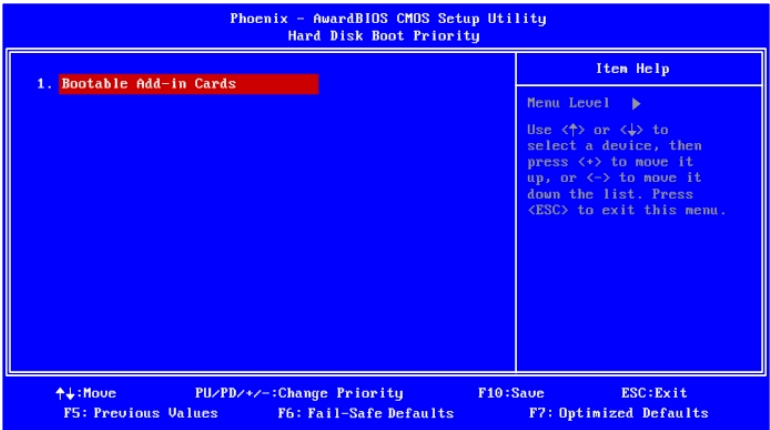 Phoenix - AwardBIOS CMOS Setup Utility
Hard Disk Boot Priority
1. Bootable Add-in Cards
Item Help
Menu Level ▶
Use <↑> or <↓> to
select a device, then
press <+> to move it
up, or <-> to move it
down the list. Press
<ESC> to exit this menu.
↑↓:Move PU/PD/+/-:Change Priority F10:Save ESC:Exit
F5: Previous Values F6: Fail-Safe Defaults F7: Optimized Defaults